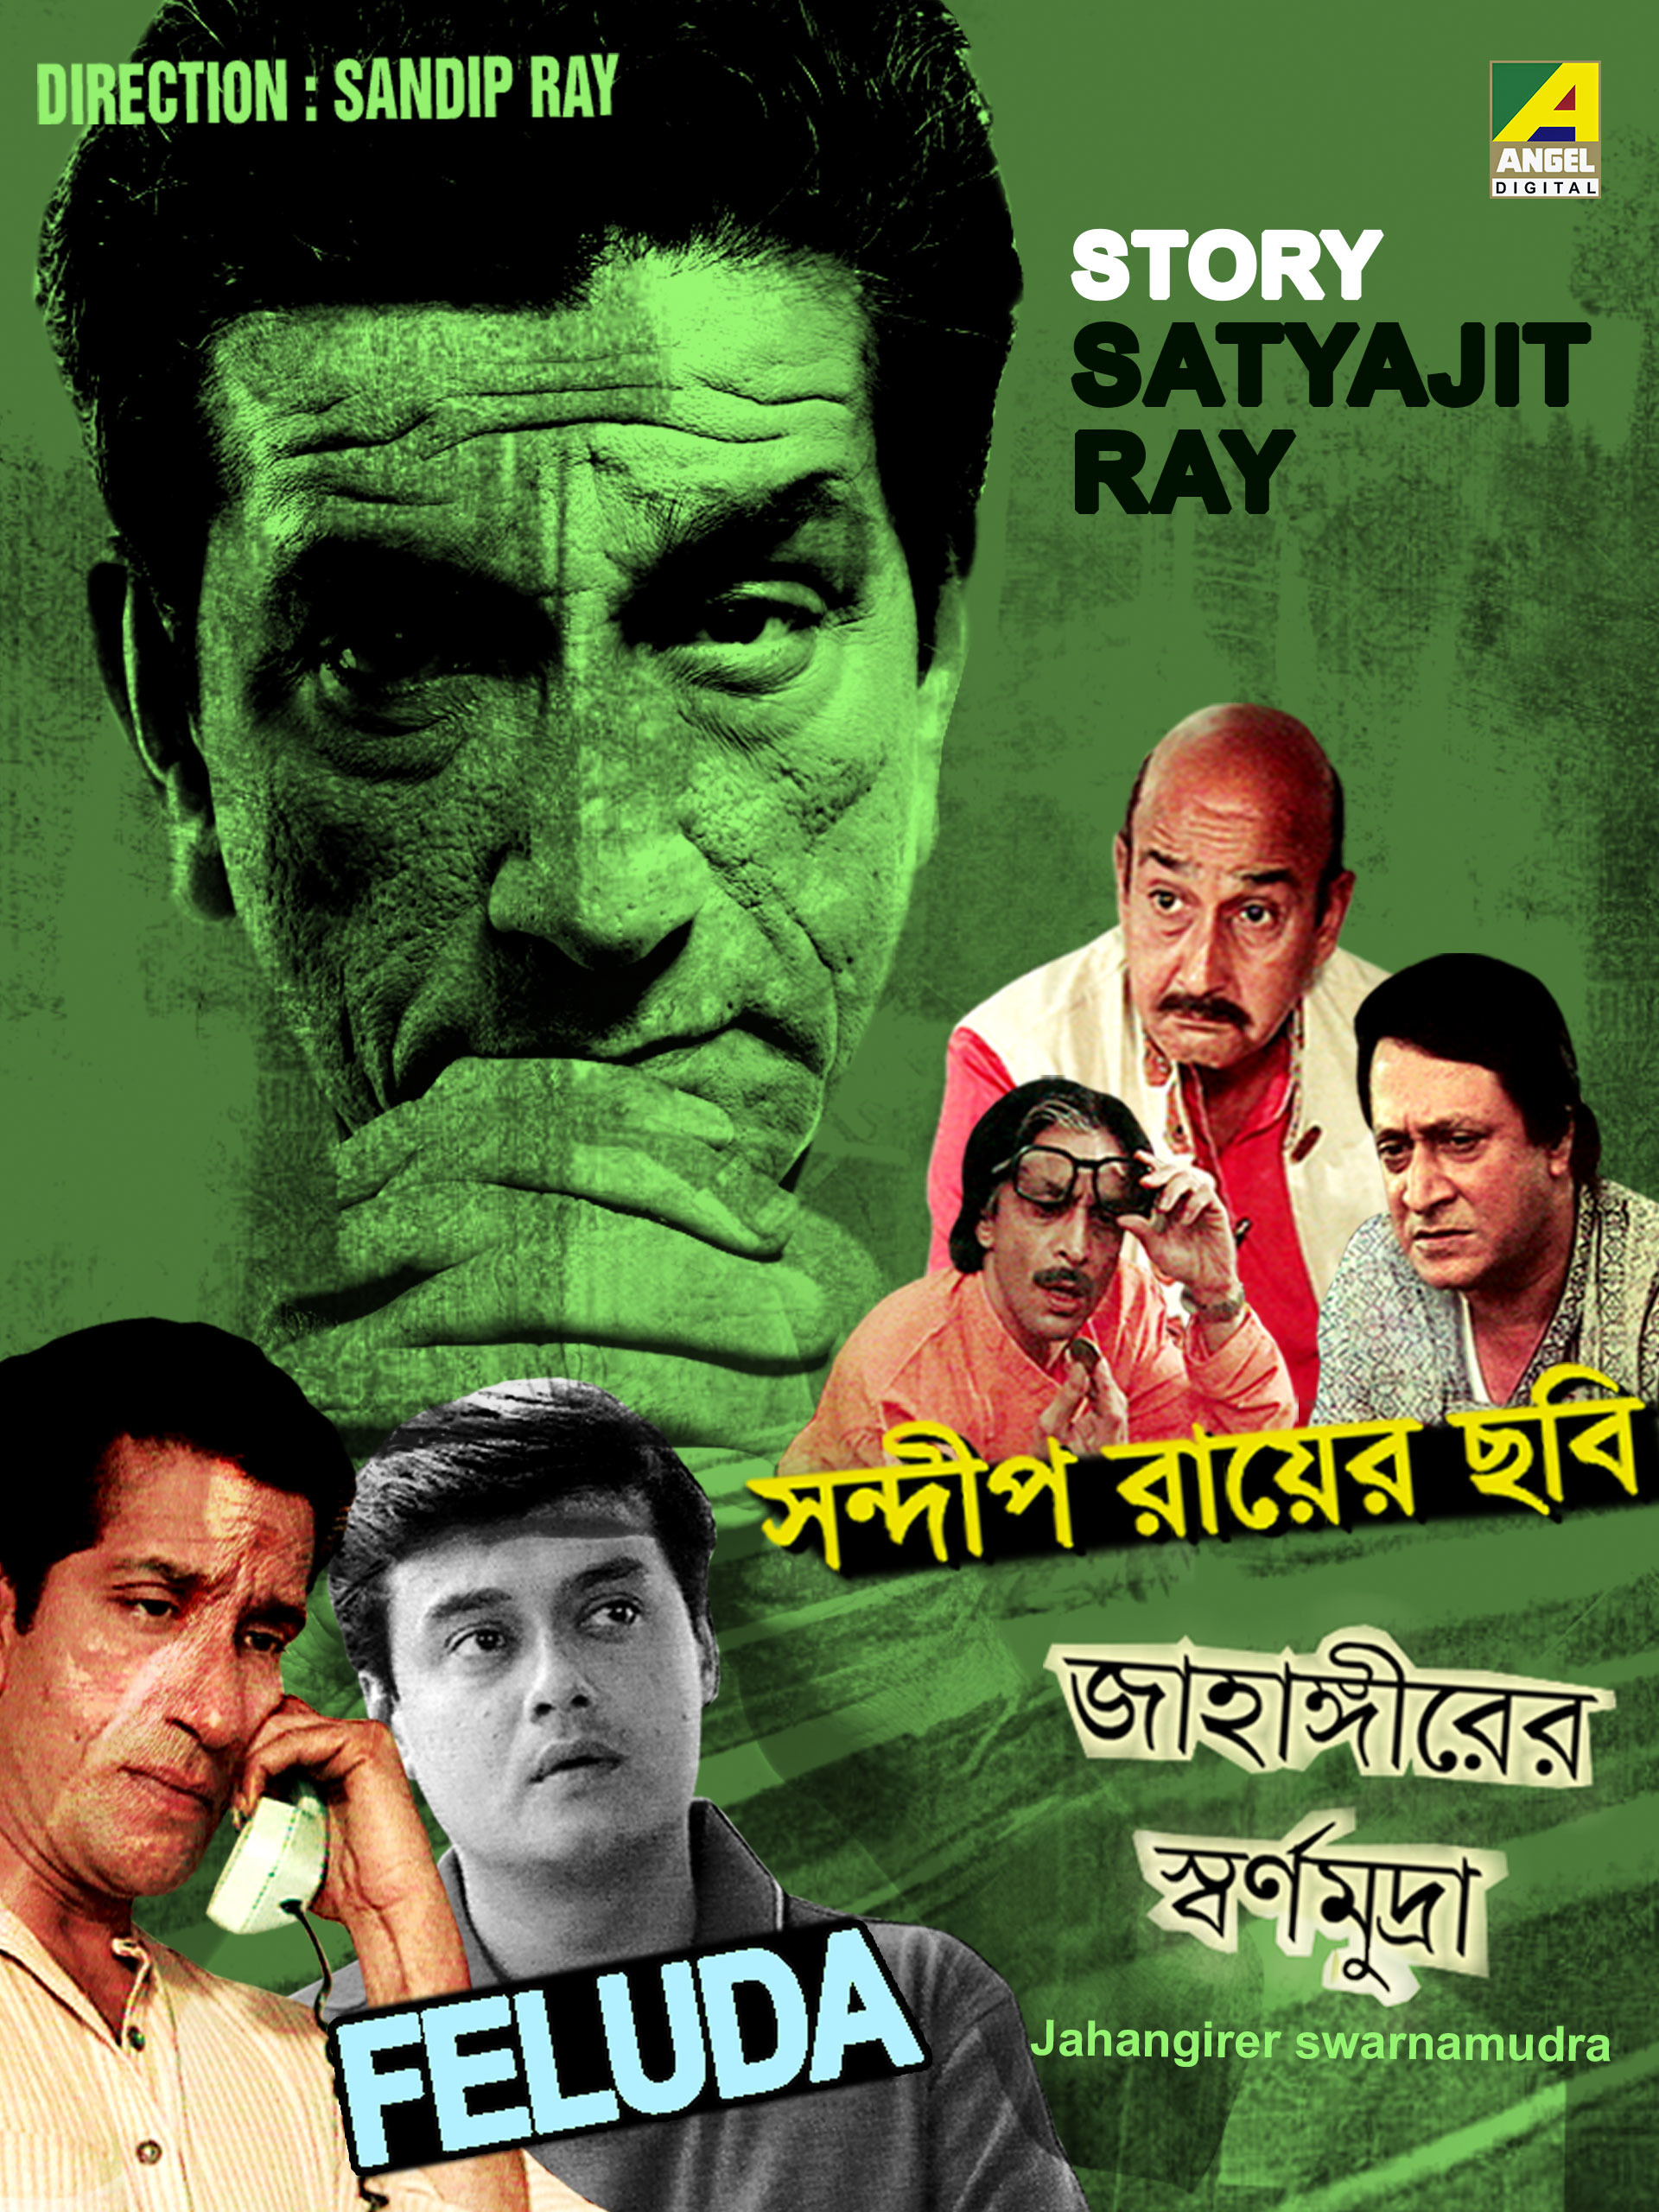 DIRECTION : SANDIP RAY
ANGEL
DIGITAL
STORY
SATYAJIT
RAY
সন্দীপ রায়ের ছবি
জাহাঙ্গীরের
স্বর্ণমুদ্রা
Jahangirer swarnamudra
FELUDA